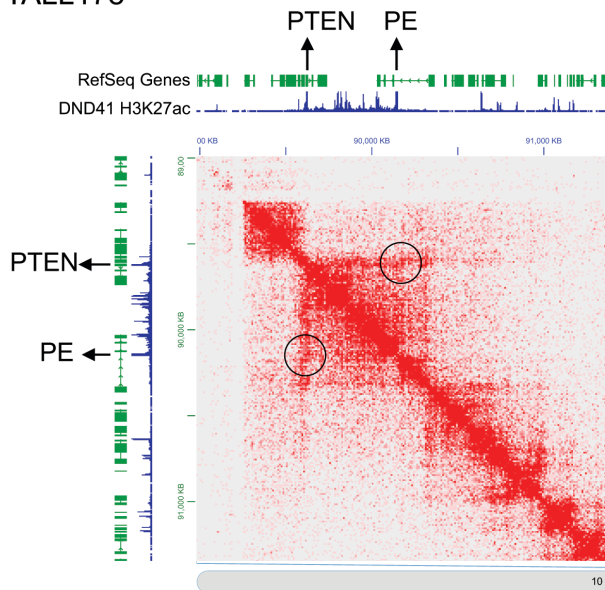 PTEN PE
RefSeq Genes
DND41 H3K27ac
00 KB 90,000 KB 91,000 KB
89,00
PTEN
90,000 KB
PE
91,000 KB
10